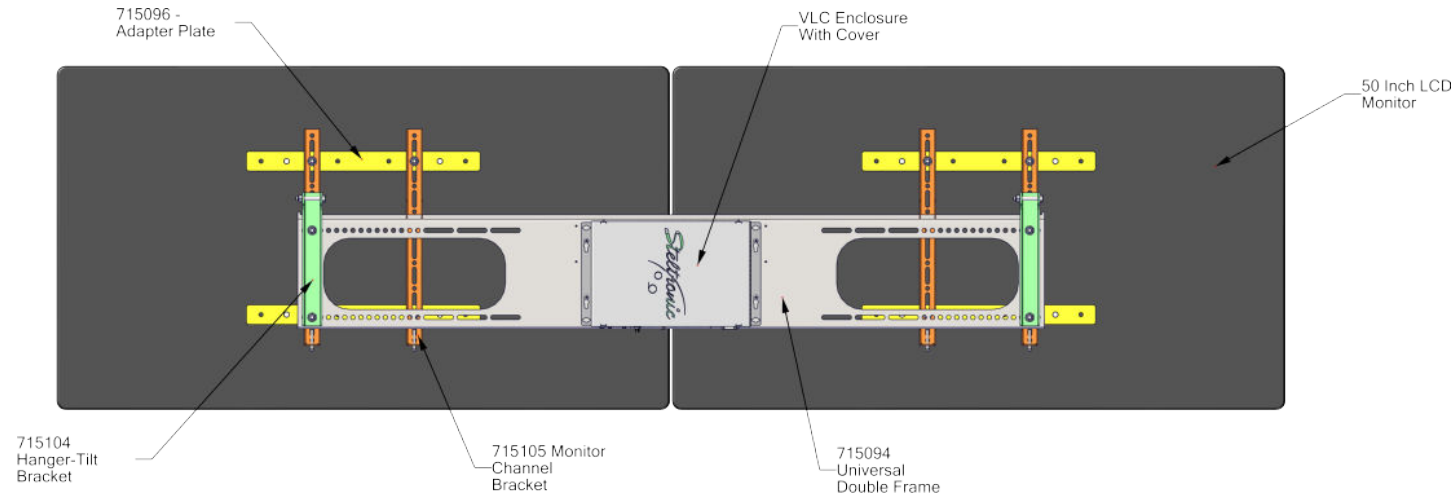 715096 -
Adapter Plate
VLC Enclosure
With Cover
50 Inch LCD
Monitor
Steltronic
715104
Hanger-Tilt
Bracket
715105 Monitor
Channel
Bracket
715094
Universal
Double Frame